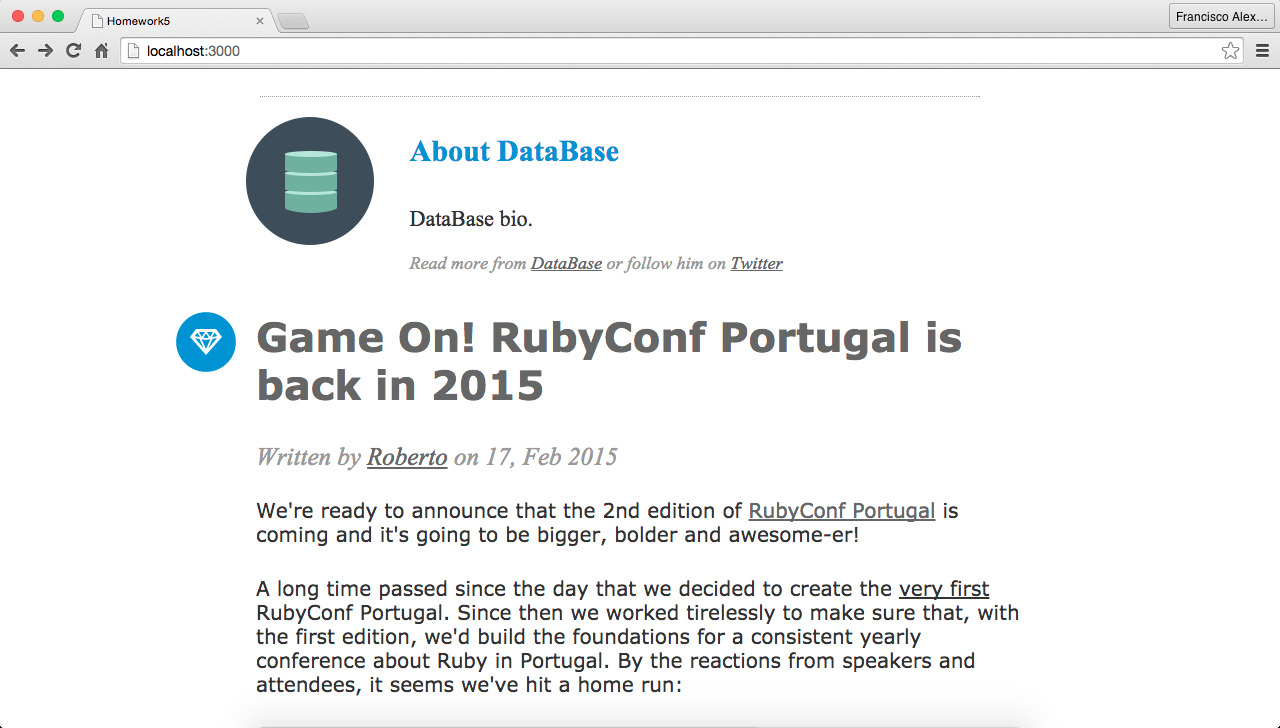 Homework5
Francisco Alex...
localhost:3000
About DataBase
DataBase bio.
Read more from DataBase or follow him on Twitter
Game On! RubyConf Portugal is
back in 2015
Written by Roberto on 17, Feb 2015
We're ready to announce that the 2nd edition of RubyConf Portugal is
coming and it's going to be bigger, bolder and awesome-er!
A long time passed since the day that we decided to create the very first
RubyConf Portugal. Since then we worked tirelessly to make sure that, with
the first edition, we'd build the foundations for a consistent yearly
conference about Ruby in Portugal. By the reactions from speakers and
attendees, it seems we've hit a home run: